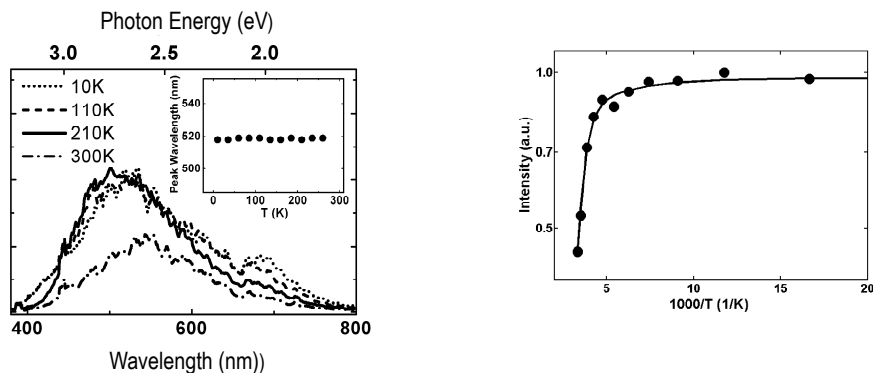 Photon Energy (eV)
3.0 2.5 2.0
10K
110K
210K
300K
Peak Wavelength (nm)
560
540
520
500
0 100 200 300
T (K)
400 600 800
Wavelength (nm))
Intensity (a.u.)
1.0
0.7
0.5
5 10 15 20
1000/T (1/K)